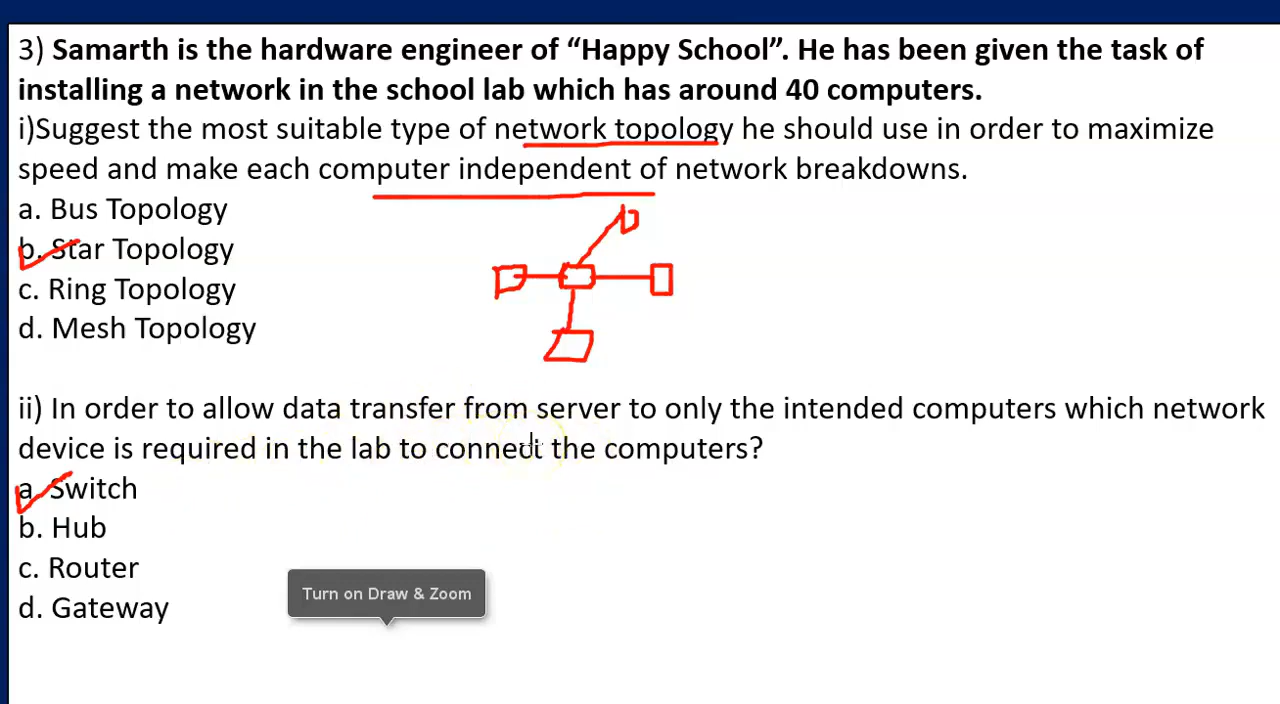 3) Samarth is the hardware engineer of “Happy School”. He has been given the task of
installing a network in the school lab which has around 40 computers.
i)Suggest the most suitable type of network topology he should use in order to maximize
speed and make each computer independent of network breakdowns.
a. Bus Topology
b. Star Topology
c. Ring Topology
d. Mesh Topology
ii) In order to allow data transfer from server to only the intended computers which network
device is required in the lab to connect the computers?
a. Switch
b. Hub
c. Router
d. Gateway
Turn on Draw & Zoom